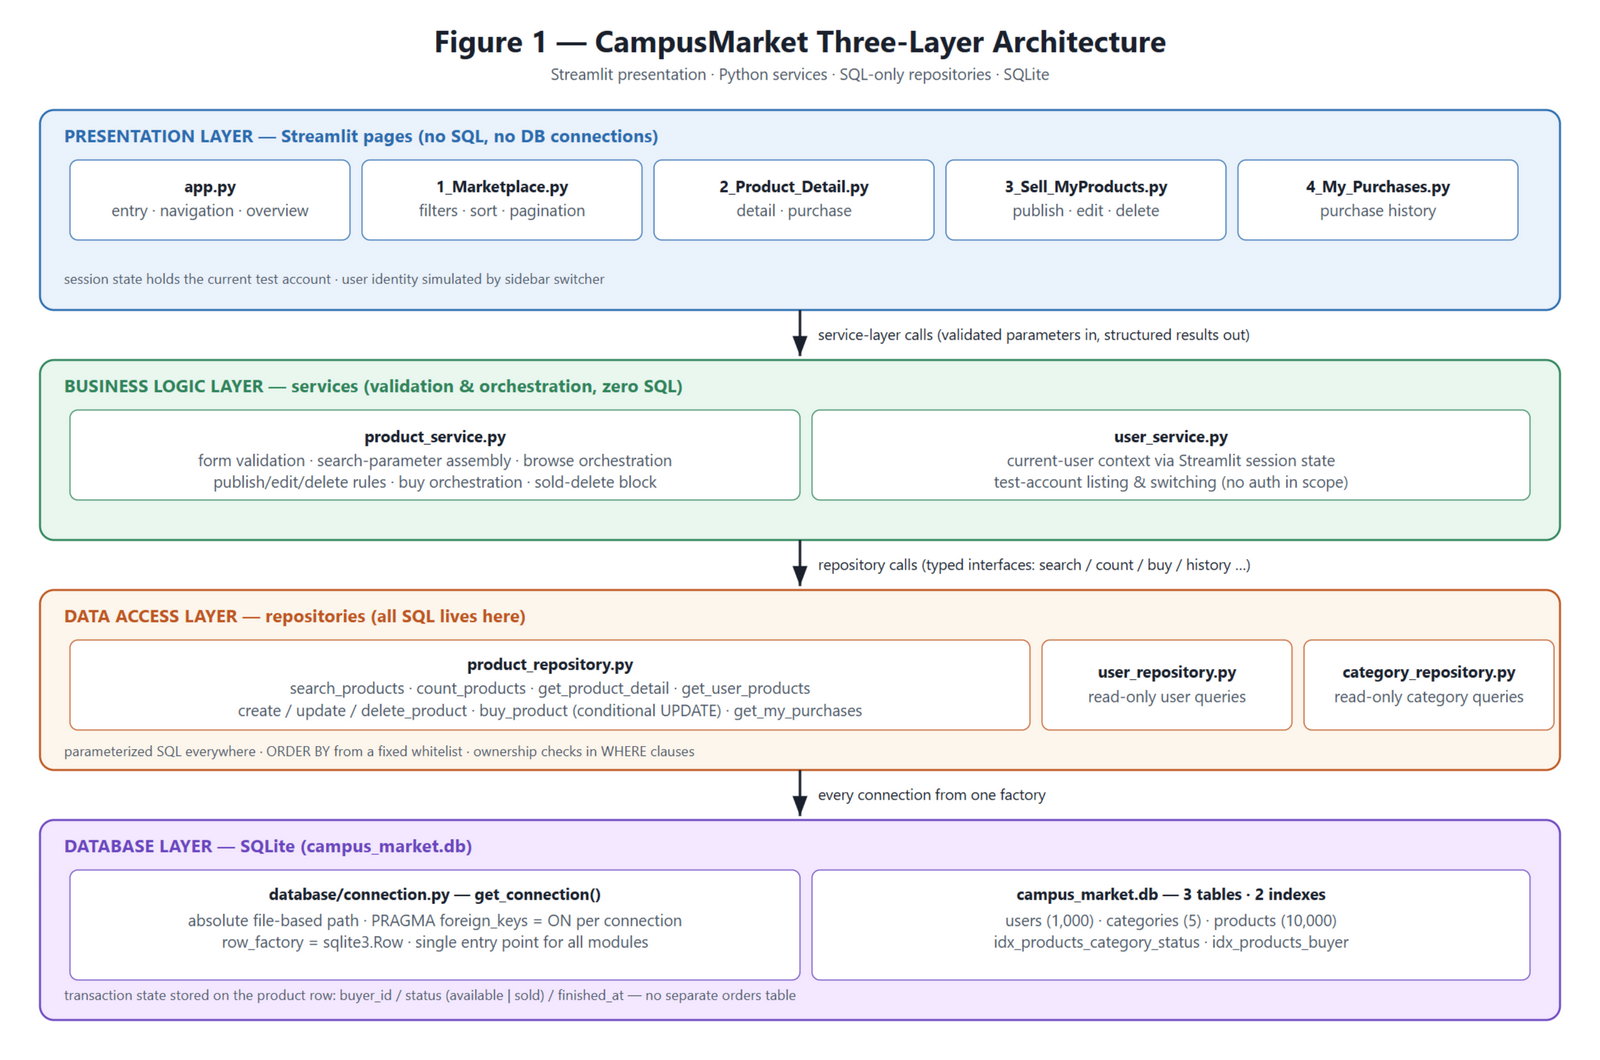 Figure 1 — CampusMarket Three-Layer Architecture
Streamlit presentation · Python services · SQL-only repositories · SQLite
PRESENTATION LAYER — Streamlit pages (no SQL, no DB connections)
app.py
entry · navigation · overview
1_Marketplace.py
filters · sort · pagination
2_Product_Detail.py
detail · purchase
3_Sell_MyProducts.py
publish · edit · delete
4_My_Purchases.py
purchase history
session state holds the current test account · user identity simulated by sidebar switcher
service-layer calls (validated parameters in, structured results out)
BUSINESS LOGIC LAYER — services (validation & orchestration, zero SQL)
product_service.py
form validation · search-parameter assembly · browse orchestration
publish/edit/delete rules · buy orchestration · sold-delete block
user_service.py
current-user context via Streamlit session state
test-account listing & switching (no auth in scope)
repository calls (typed interfaces: search / count / buy / history ...)
DATA ACCESS LAYER — repositories (all SQL lives here)
product_repository.py
search_products · count_products · get_product_detail · get_user_products
create / update / delete_product · buy_product (conditional UPDATE) · get_my_purchases
user_repository.py
read-only user queries
category_repository.py
read-only category queries
parameterized SQL everywhere · ORDER BY from a fixed whitelist · ownership checks in WHERE clauses
every connection from one factory
DATABASE LAYER — SQLite (campus_market.db)
database/connection.py — get_connection()
absolute file-based path · PRAGMA foreign_keys = ON per connection
row_factory = sqlite3.Row · single entry point for all modules
campus_market.db — 3 tables · 2 indexes
users (1,000) · categories (5) · products (10,000)
idx_products_category_status · idx_products_buyer
transaction state stored on the product row: buyer_id / status (available | sold) / finished_at — no separate orders table